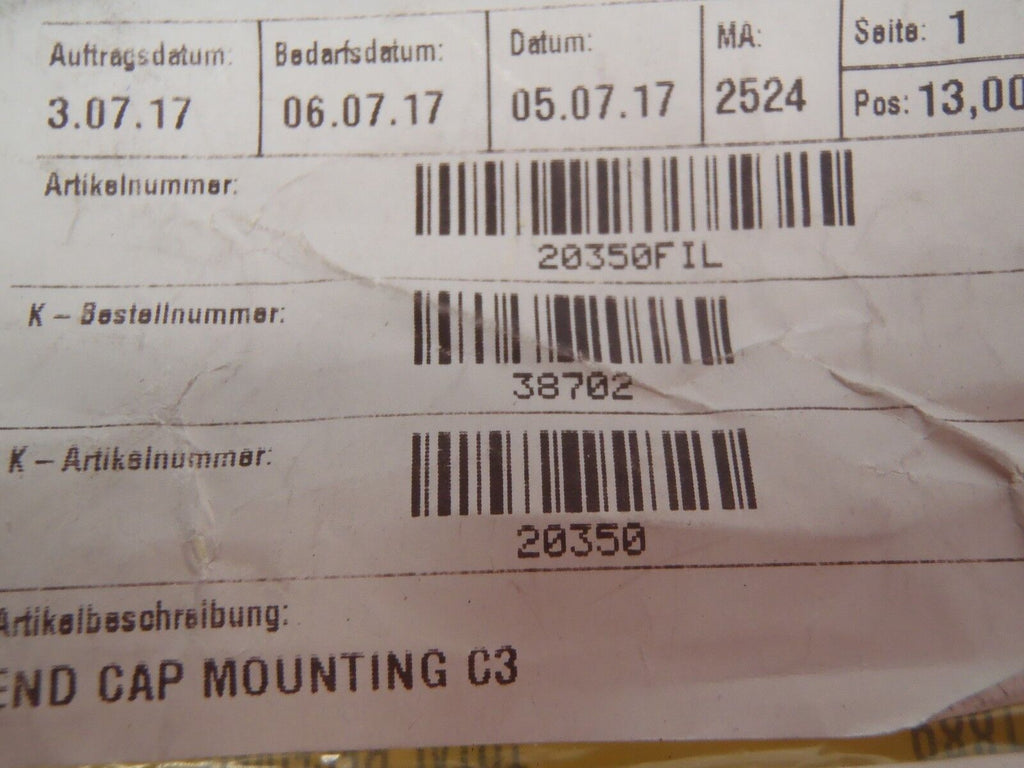 Auftragsdatum: Bedarfsdatum: Datum: MA: Seite: 1
3.07.17 06.07.17 05.07.17 2524 Pos: 13,00
Artikelnummer:
20350FIL
K - Bestellnummer:
38702
K - Artikelnummer:
20350
Artikelbeschreibung:
END CAP MOUNTING C3